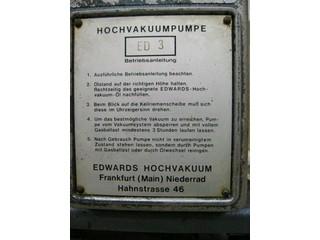 HOCHVAKUUMPUMPE
ED 3
Betriebsanleitung
1. Ausführliche Betriebsanleitung beachten.
2. Ölstand auf der richtigen Höhe halten.
Rechtzeitig das geeignete EDWARDS-Hoch-
vakuum-Öl nachfüllen.
3. Beim Blick auf die Keilriemenscheibe muß sich
diese im Uhrzeigersinn drehen.
4. Um das bestmögliche Vakuum zu erreichen, Pum-
pe vom Vakuumsystem absperren und mit vollem
Gasballast mindestens 2 Stunden laufen lassen.
5. Nach Gebrauch Pumpe nicht in verunreinigtem
Zustand stehen lassen, sondern durch Pumpen
mit Gasballast oder durch Ölwechsel reinigen.
EDWARDS HOCHVAKUUM
Frankfurt (Main) Niederrad
Hahnstrasse 46